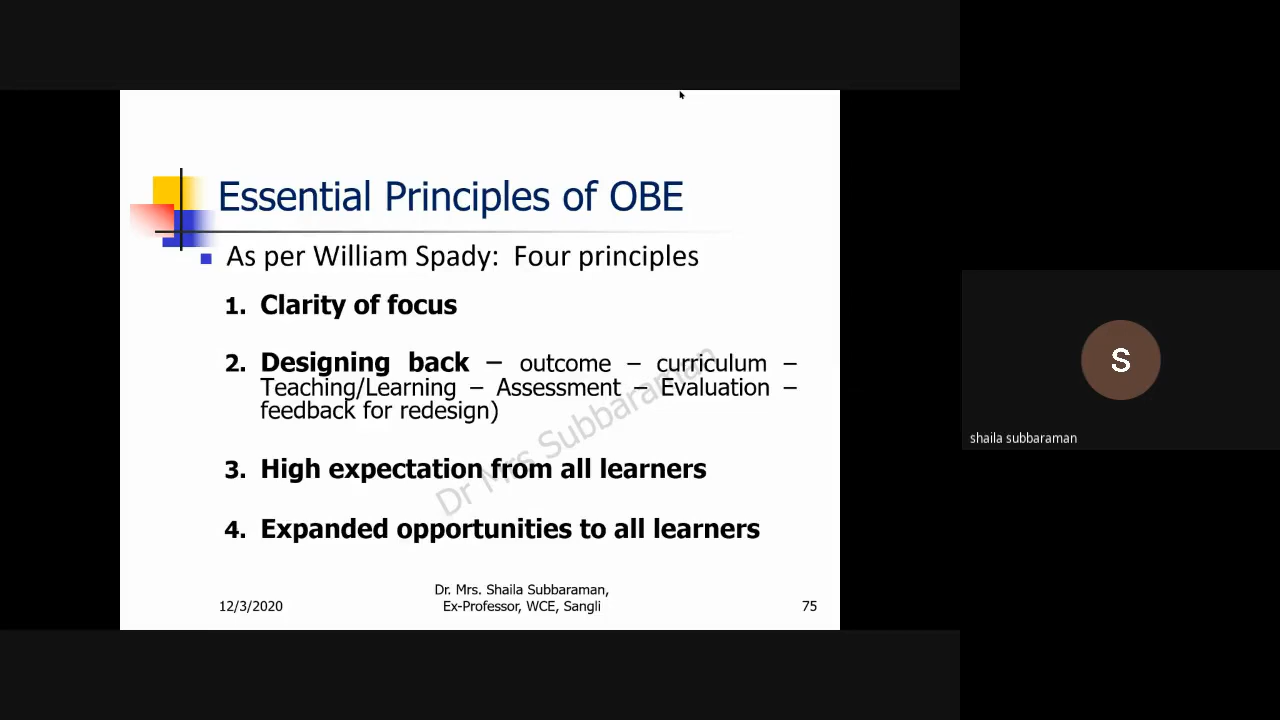 Essential Principles of OBE
As per William Spady: Four principles
1. Clarity of focus
2. Designing back – outcome – curriculum –
Teaching/Learning – Assessment – Evaluation –
feedback for redesign)
3. High expectation from all learners
4. Expanded opportunities to all learners
Dr Mrs Subbaraman
12/3/2020
Dr. Mrs. Shaila Subbaraman,
Ex-Professor, WCE, Sangli
75
S
shaila subbaraman